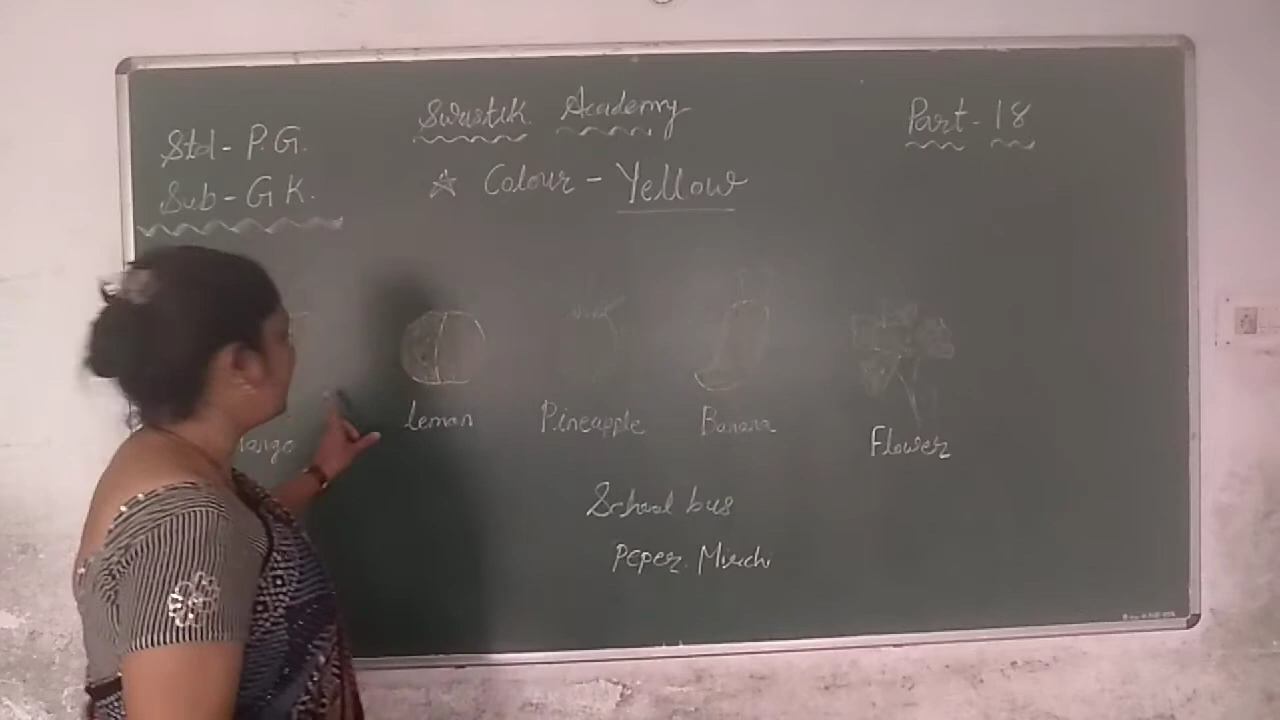 Swastik Academy
Part - 18
Std - P.G.
Sub - G K.
☆ Colour - Yellow
lemon
Pineapple
Banana
Flower
School bus
Peper. Mirchi